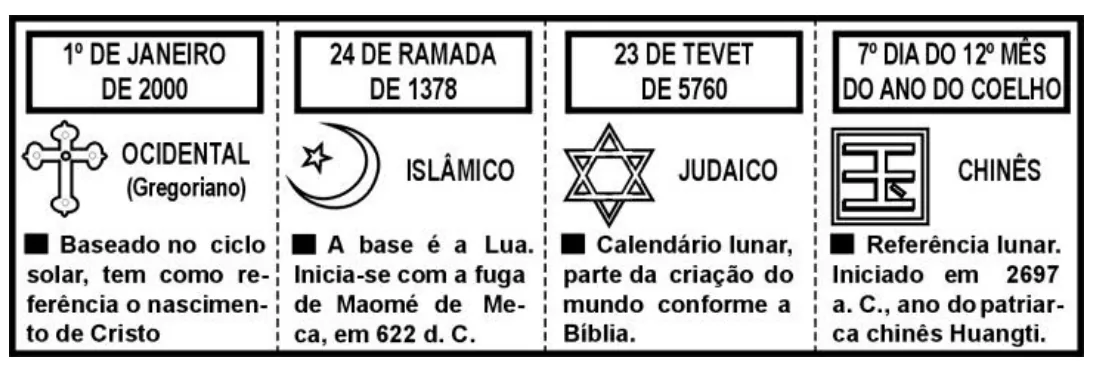 1º DE JANEIRO
DE 2000
OCIDENTAL
(Gregoriano)
■ Baseado no ciclo
solar, tem como re-
ferência o nascimen-
to de Cristo
24 DE RAMADA
DE 1378
ISLÂMICO
■ A base é a Lua.
Inicia-se com a fuga
de Maomé de Me-
ca, em 622 d. C.
23 DE TEVET
DE 5760
JUDAICO
■ Calendário lunar,
parte da criação do
mundo conforme a
Bíblia.
7º DIA DO 12º MÊS
DO ANO DO COELHO
CHINÊS
■ Referência lunar.
Iniciado em 2697
a. C., ano do patriar-
ca chinês Huangti.